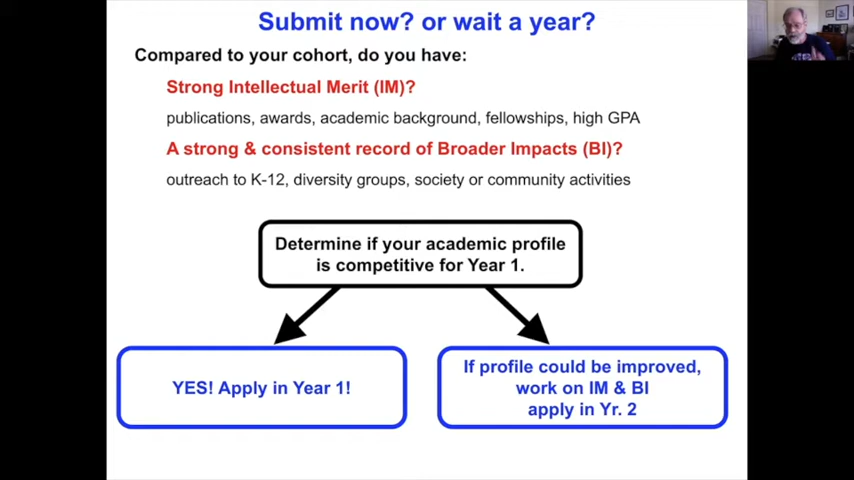 Submit now? or wait a year?
Compared to your cohort, do you have:
Strong Intellectual Merit (IM)?
publications, awards, academic background, fellowships, high GPA
A strong & consistent record of Broader Impacts (BI)?
outreach to K-12, diversity groups, society or community activities
Determine if your academic profile
is competitive for Year 1.
YES! Apply in Year 1!
If profile could be improved,
work on IM & BI
apply in Yr. 2